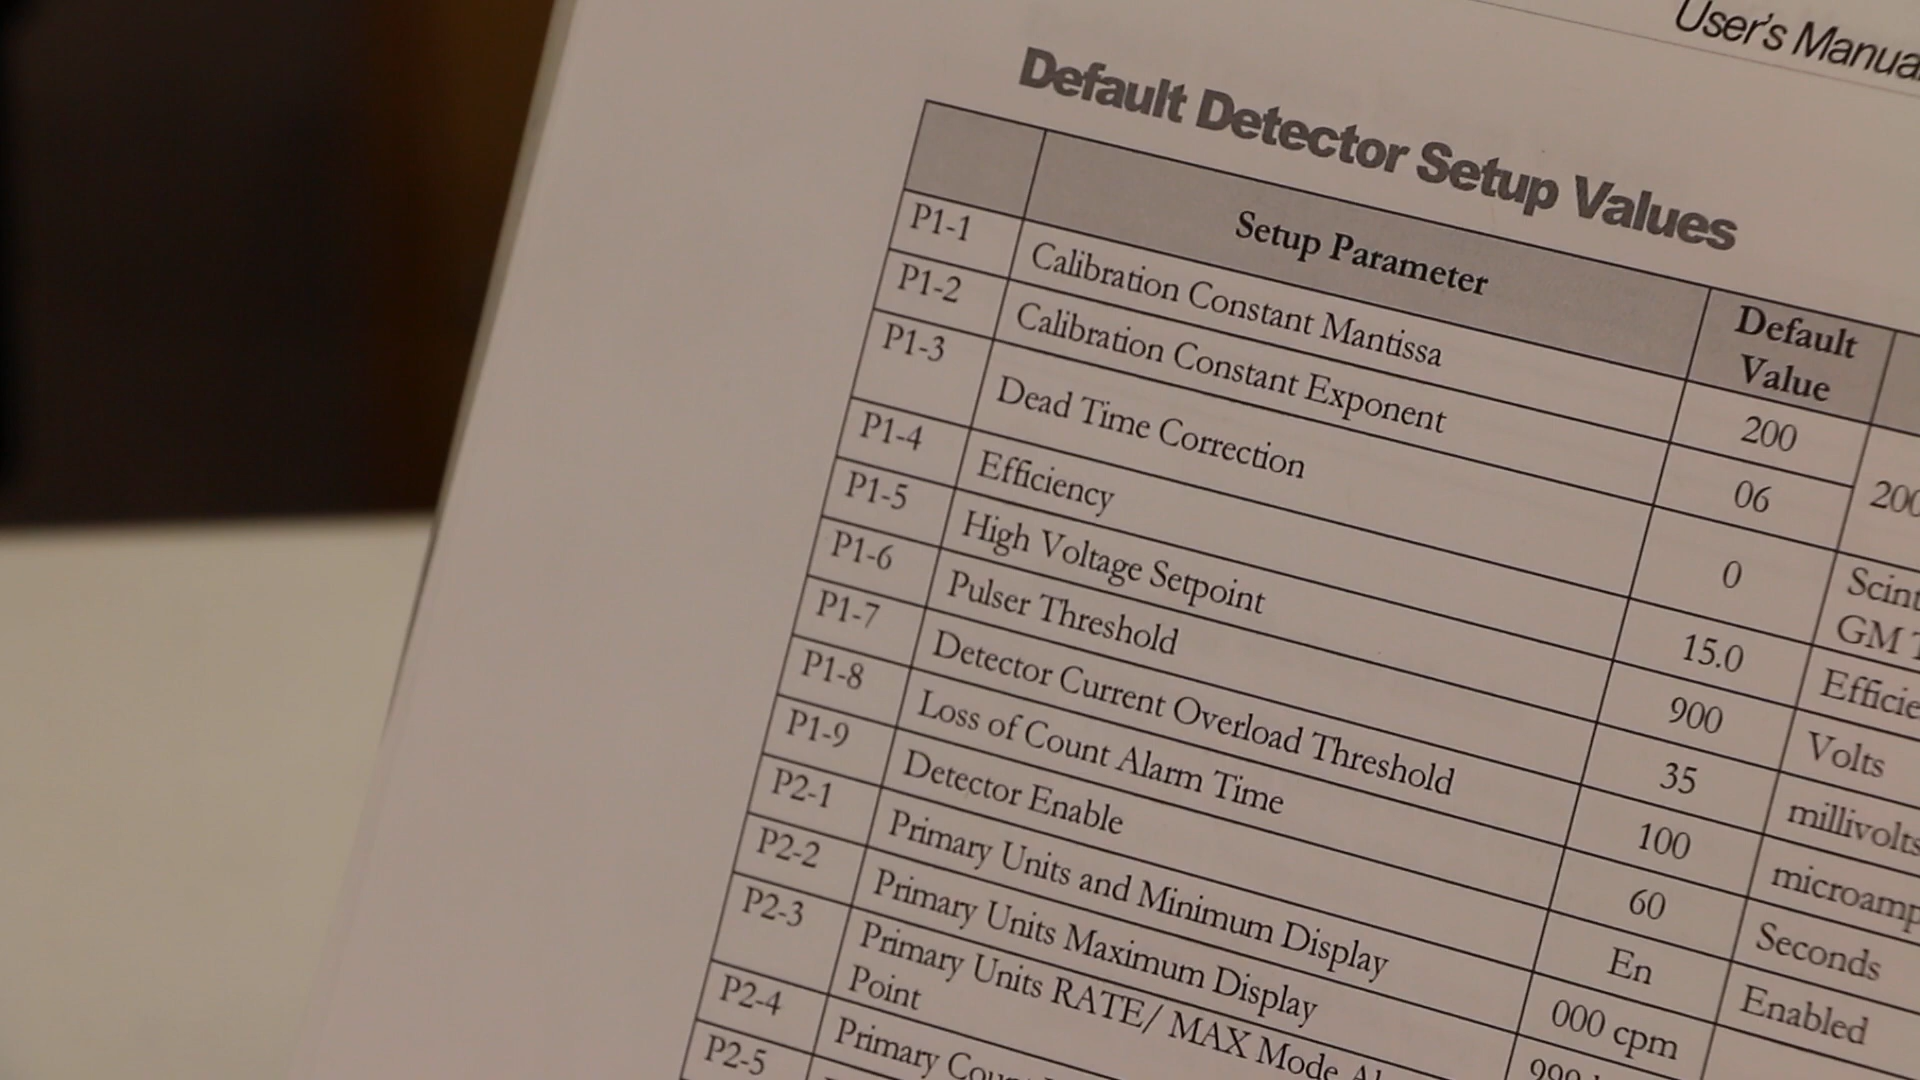 User's Manual
Default Detector Setup Values
Setup Parameter Default Value
P1-1 Calibration Constant Mantissa 200
P1-2 Calibration Constant Exponent 06
P1-3 Dead Time Correction 0
GM
P1-4 Efficiency 15.0
P1-5 High Voltage Setpoint 900 Volts
P1-6 Pulser Threshold 35 millivolts
P1-7 Detector Current Overload Threshold 100
P1-8 Loss of Count Alarm Time 60 Seconds
P1-9 Detector Enable En Enabled
P2-1 Primary Units and Minimum Display 000 cpm
P2-2 Primary Units Maximum Display
P2-3 Primary Units RATE/ MAX Mode
Point
P2-4 Primary
P2-5